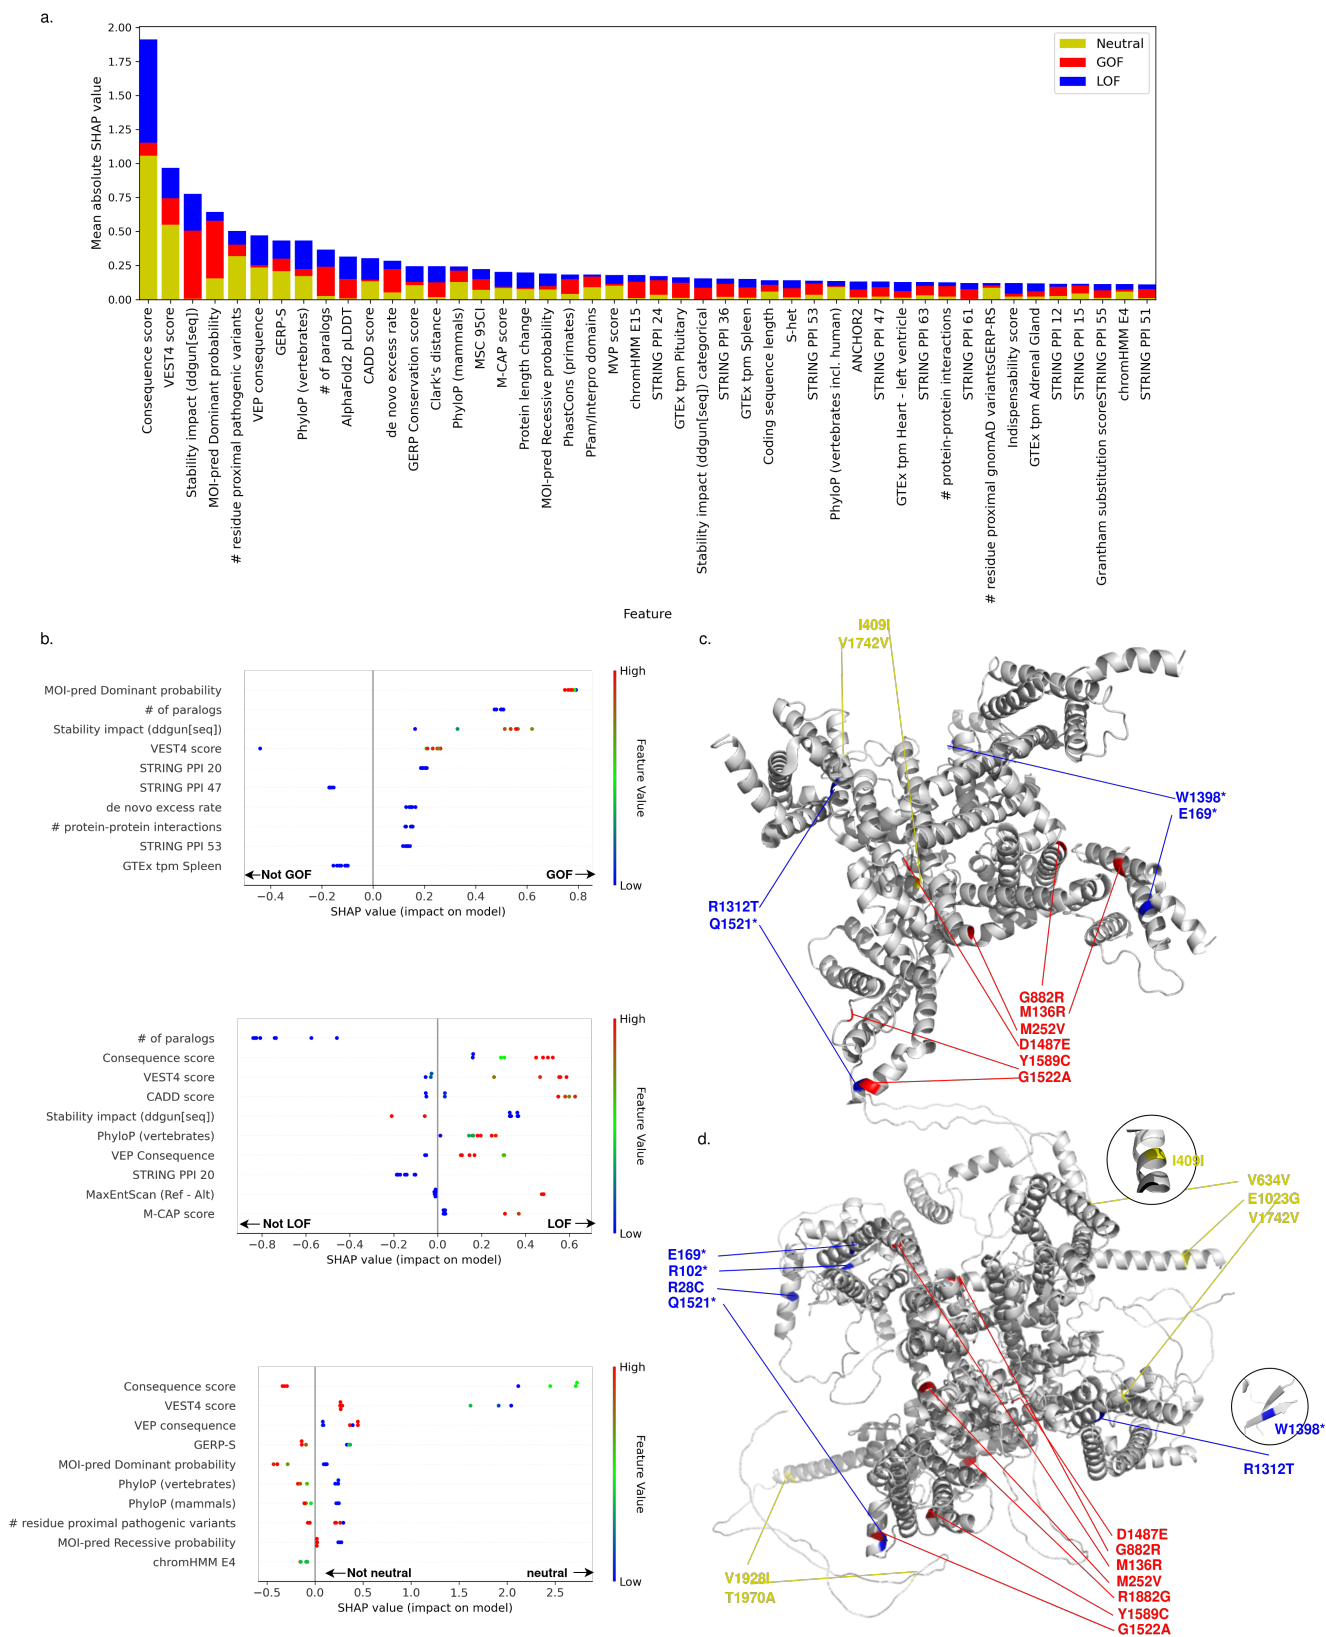 a.
2.00
1.75
1.50
1.25
1.00
0.75
0.50
0.25
0.00
Mean absolute SHAP value
Neutral
GOF
LOF
Consequence score
VEST4 score
Stability impact (ddgun[seq])
MOI-pred Dominant probability
# residue proximal pathogenic variants
VEP consequence
GERP-S
PhyloP (vertebrates)
# of paralogs
AlphaFold2 pLDDT
CADD score
de novo excess rate
GERP Conservation score
Clark's distance
PhyloP (mammals)
MSC 95CI
M-CAP score
Protein length change
MOI-pred Recessive probability
PhastCons (primates)
PFam/Interpro domains
MVP score
chromHMM E15
STRING PPI 24
GTEx tpm Pituitary
Stability impact (ddgun[seq]) categorical
STRING PPI 36
GTEx tpm Spleen
Coding sequence length
S-het
STRING PPI 53
PhyloP (vertebrates incl. human)
ANCHOR2
STRING PPI 47
GTEx tpm Heart - left ventricle
STRING PPI 63
# protein-protein interactions
STRING PPI 61
# residue proximal gnomAD variantsGERP-RS
Indispensability score
GTEx tpm Adrenal Gland
STRING PPI 12
STRING PPI 15
Grantham substitution scoreSTRING PPI 55
chromHMM E4
STRING PPI 51
Feature
b.
MOI-pred Dominant probability
# of paralogs
Stability impact (ddgun[seq])
VEST4 score
STRING PPI 20
STRING PPI 47
de novo excess rate
# protein-protein interactions
STRING PPI 53
GTEx tpm Spleen
Not GOF
GOF
−0.4 −0.2 0.0 0.2 0.4 0.6 0.8
SHAP value (impact on model)
High
Feature Value
Low
# of paralogs
Consequence score
VEST4 score
CADD score
Stability impact (ddgun[seq])
PhyloP (vertebrates)
VEP Consequence
STRING PPI 20
MaxEntScan (Ref - Alt)
M-CAP score
Not LOF
LOF
−0.8 −0.6 −0.4 −0.2 0.0 0.2 0.4 0.6
SHAP value (impact on model)
High
Feature Value
Low
Consequence score
VEST4 score
VEP consequence
GERP-S
MOI-pred Dominant probability
PhyloP (vertebrates)
PhyloP (mammals)
# residue proximal pathogenic variants
MOI-pred Recessive probability
chromHMM E4
Not neutral
neutral
−0.5 0.0 0.5 1.0 1.5 2.0 2.5
SHAP value (impact on model)
High
Feature Value
Low
c.
I409I
V1742V
W1398*
E169*
R1312T
Q1521*
G882R
M136R
M252V
D1487E
Y1589C
G1522A
d.
I409I
V634V
E1023G
V1742V
E169*
R102*
R28C
Q1521*
W1398*
R1312T
D1487E
G882R
M136R
M252V
R1882G
Y1589C
G1522A
V1928I
T1970A